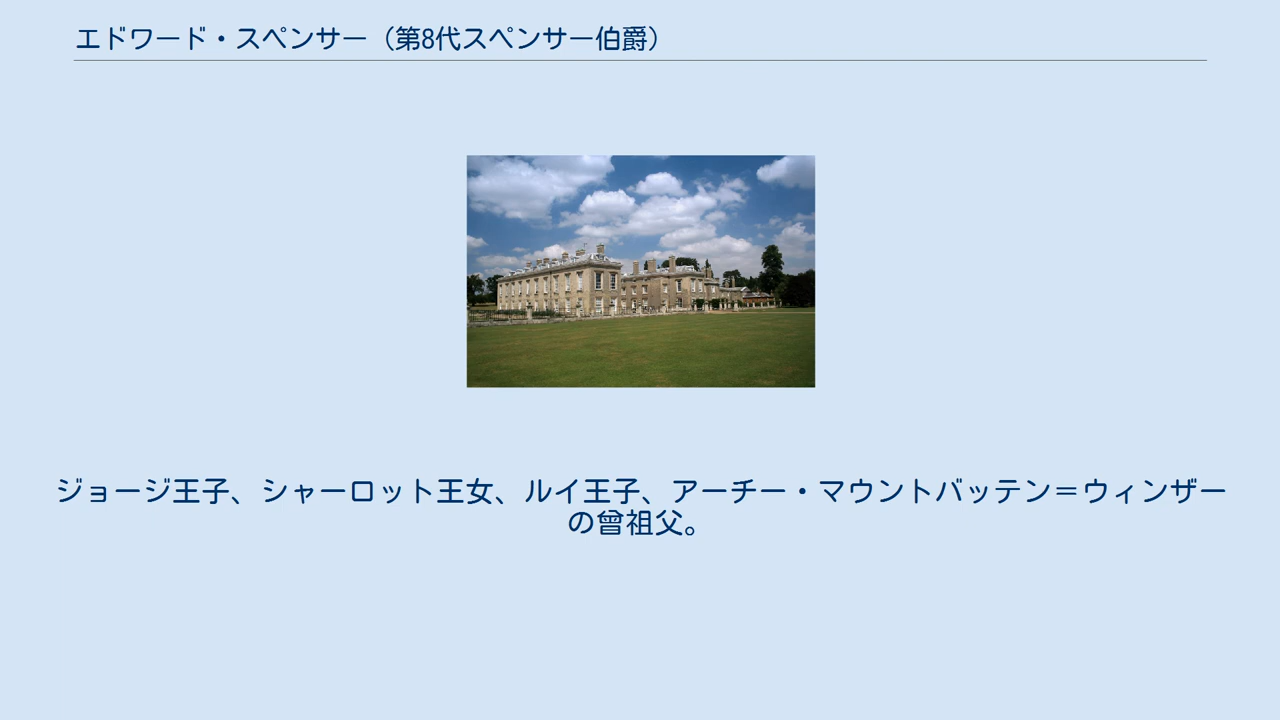 エドワード・スペンサー（第8代スペンサー伯爵）
ジョージ王子、シャーロット王女、ルイ王子、アーチー・マウントバッテン＝ウィンザー
の曾祖父。